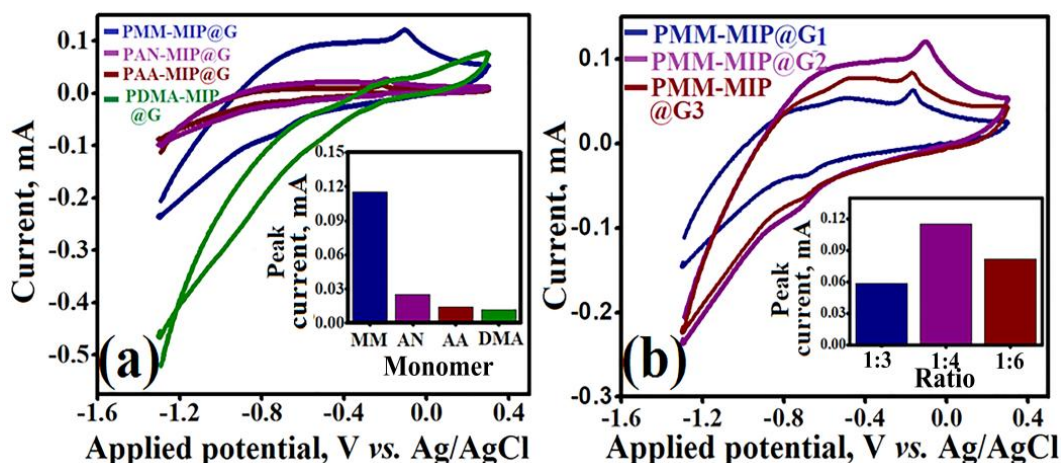 PMM-MIP@G
PAN-MIP@G
PAA-MIP@G
PDMA-MIP
@G
0.1
0.0
-0.1
-0.2
-0.3
-0.4
-0.5
Current, mA
(a)
-1.6
-1.2
-0.8
-0.4
0.0
0.4
Applied potential, V vs. Ag/AgCl
0.15
0.12
0.09
0.06
0.03
0.00
Peak
current, mA
MM
AN
AA
DMA
Monomer
PMM-MIP@G1
PMM-MIP@G2
PMM-MIP
@G3
0.1
0.0
-0.1
-0.2
-0.3
Current, mA
(b)
-1.6
-1.2
-0.8
-0.4
0.0
0.4
Applied potential, V vs. Ag/AgCl
0.12
0.09
0.06
0.03
0.00
Peak
current, mA
1:3
1:4
1:6
Ratio